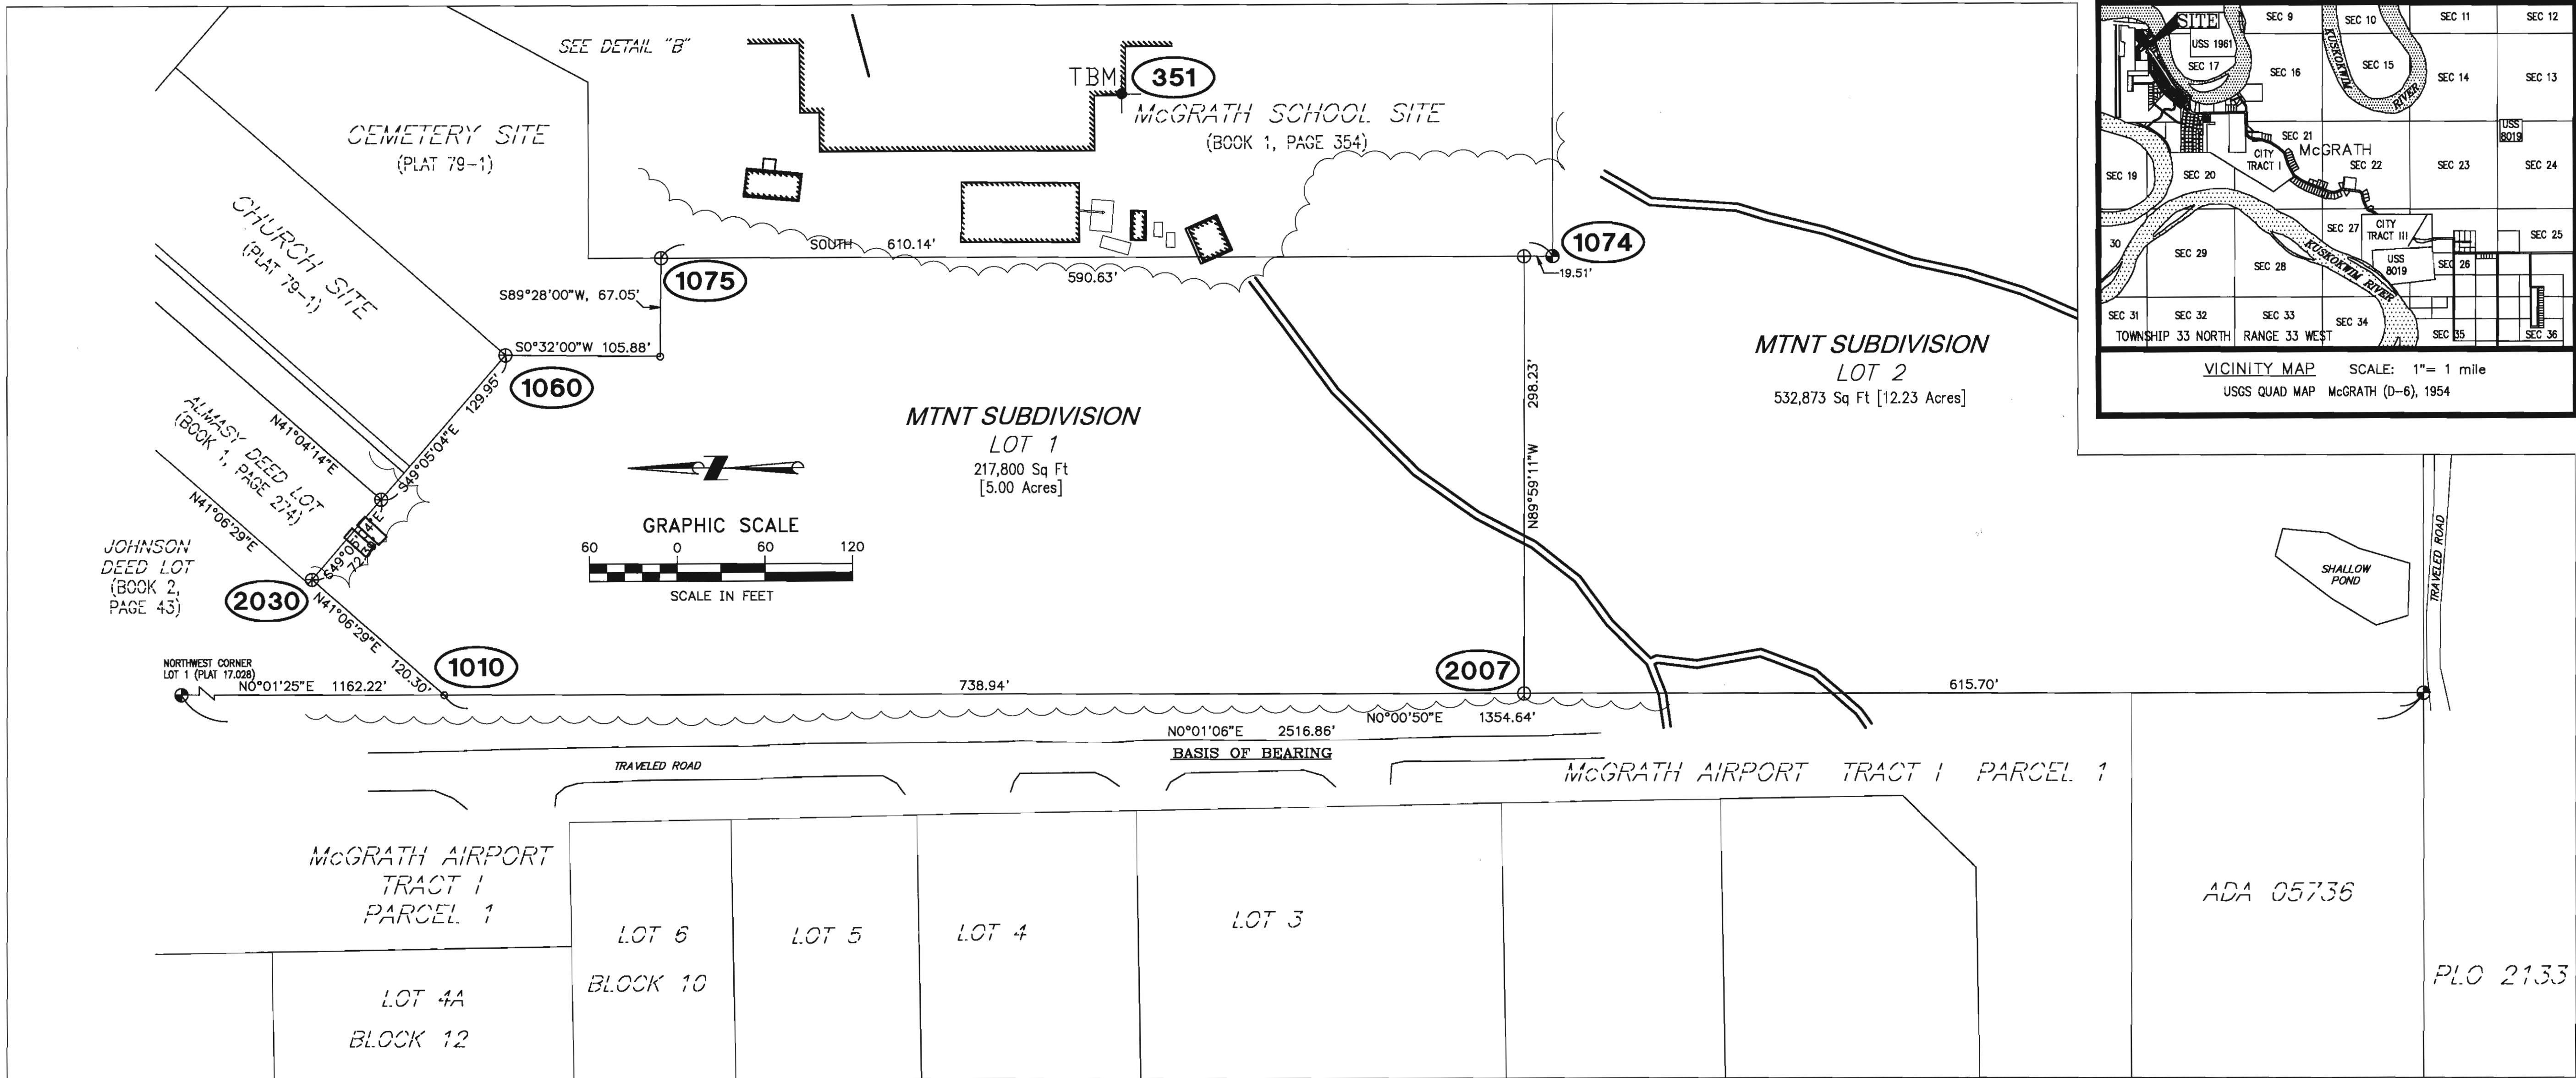 SEE DETAIL "B"
TBM
351
McGRATH SCHOOL SITE
(BOOK 1, PAGE 354)
CEMETERY SITE
(PLAT 79-1)
CHURCH SITE
(PLAT 79-1)
SOUTH 610.14'
590.63'
1074
19.51'
1075
S89°28'00"W, 67.05'
S0°32'00"W 105.88'
1060
129.95'
S49°05'04"E
N41°04'14"E
ALMASY DEED LOT
(BOOK 1, PAGE 274)
N41°06'29"E
JOHNSON
DEED LOT
(BOOK 2,
PAGE 43)
2030
N41°06'29"E 120.30'
1010
NORTHWEST CORNER
LOT 1 (PLAT 17.028)
N0°01'25"E 1162.22'
MTNT SUBDIVISION
LOT 1
217,800 Sq Ft
[5.00 Acres]
GRAPHIC SCALE
60 0 60 120
SCALE IN FEET
298.23'
N89°59'11"W
MTNT SUBDIVISION
LOT 2
532,873 Sq Ft [12.23 Acres]
SHALLOW
POND
TRAVELED ROAD
2007
738.94'
615.70'
N0°00'50"E 1354.64'
N0°01'06"E 2516.86'
BASIS OF BEARING
TRAVELED ROAD
McGRATH AIRPORT TRACT I PARCEL 1
McGRATH AIRPORT
TRACT I
PARCEL 1
LOT 4A
BLOCK 12
LOT 6
BLOCK 10
LOT 5
LOT 4
LOT 3
ADA 05736
PLO 2133
SITE
SEC 9
SEC 10
SEC 11
SEC 12
USS 1961
SEC 17
SEC 16
KUSKOKWIM
RIVER
SEC 15
SEC 14
SEC 13
SEC 21
McGRATH
USS
8019
CITY
TRACT I
SEC 22
SEC 23
SEC 24
SEC 19
SEC 20
SEC 27
CITY
TRACT III
SEC 25
30
SEC 29
SEC 28
KUSKOKWIM RIVER
USS
8019
SEC 26
SEC 31
SEC 32
SEC 33
SEC 34
SEC 35
SEC 36
TOWNSHIP 33 NORTH RANGE 33 WEST
VICINITY MAP SCALE: 1"= 1 mile
USGS QUAD MAP McGRATH (D-6), 1954